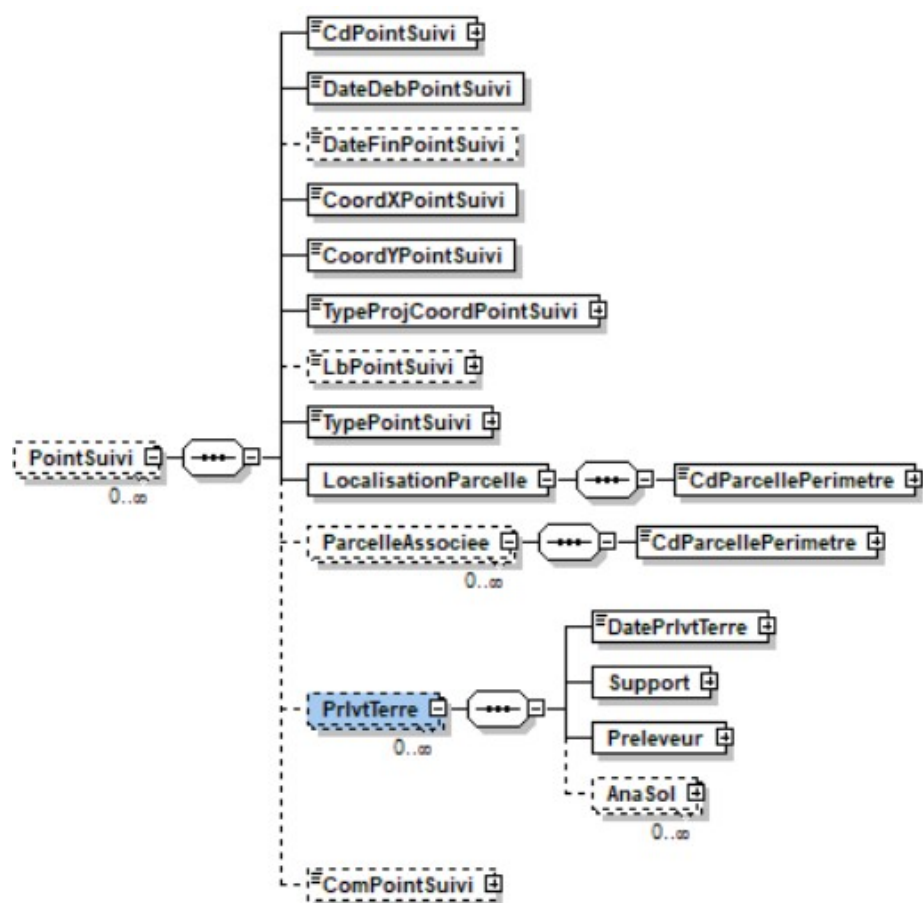 CdPointSuivi
DateDebPointSuivi
DateFinPointSuivi
CoordXPointSuivi
CoordYPointSuivi
TypeProjCoordPointSuivi
LbPointSuivi
TypePointSuivi
PointSuivi
0..∞
LocalisationParcelle
CdParcellePerimetre
ParcelleAssociee
0..∞
CdParcellePerimetre
PrlvtTerre
0..∞
DatePrlvtTerre
Support
Preleveur
AnaSol
0..∞
ComPointSuivi